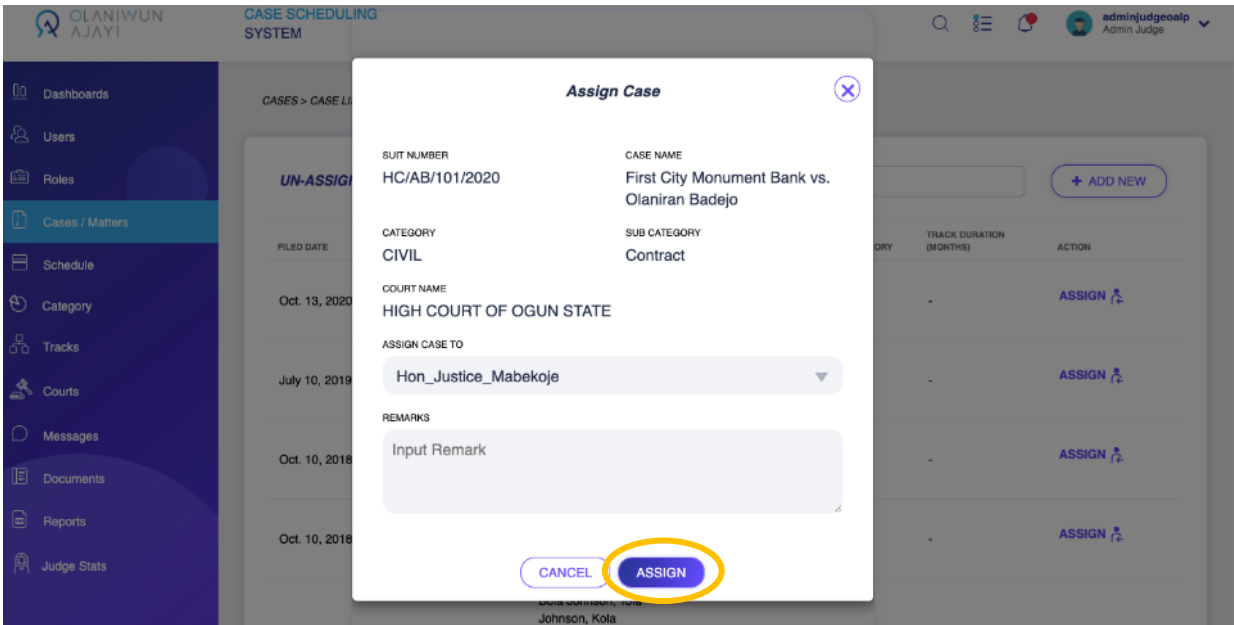 OLANIWUN
AJAYI
CASE SCHEDULING
SYSTEM
adminjudgeoalp
Admin Judge
Dashboards
Users
Roles
Cases / Matters
Schedule
Category
Tracks
Courts
Messages
Documents
Reports
Judge Stats
CASES > CASE LI
UN-ASSIG
+ ADD NEW
FILED DATE
ORY
TRACK DURATION
(MONTHS)
ACTION
Oct. 13, 2020
-
ASSIGN
July 10, 2019
-
ASSIGN
Oct. 10, 2018
-
ASSIGN
Oct. 10, 2018
-
ASSIGN
Assign Case
SUIT NUMBER
HC/AB/101/2020
CASE NAME
First City Monument Bank vs.
Olaniran Badejo
CATEGORY
CIVIL
SUB CATEGORY
Contract
COURT NAME
HIGH COURT OF OGUN STATE
ASSIGN CASE TO
Hon_Justice_Mabekoje
REMARKS
Input Remark
CANCEL
ASSIGN
Johnson, Kola